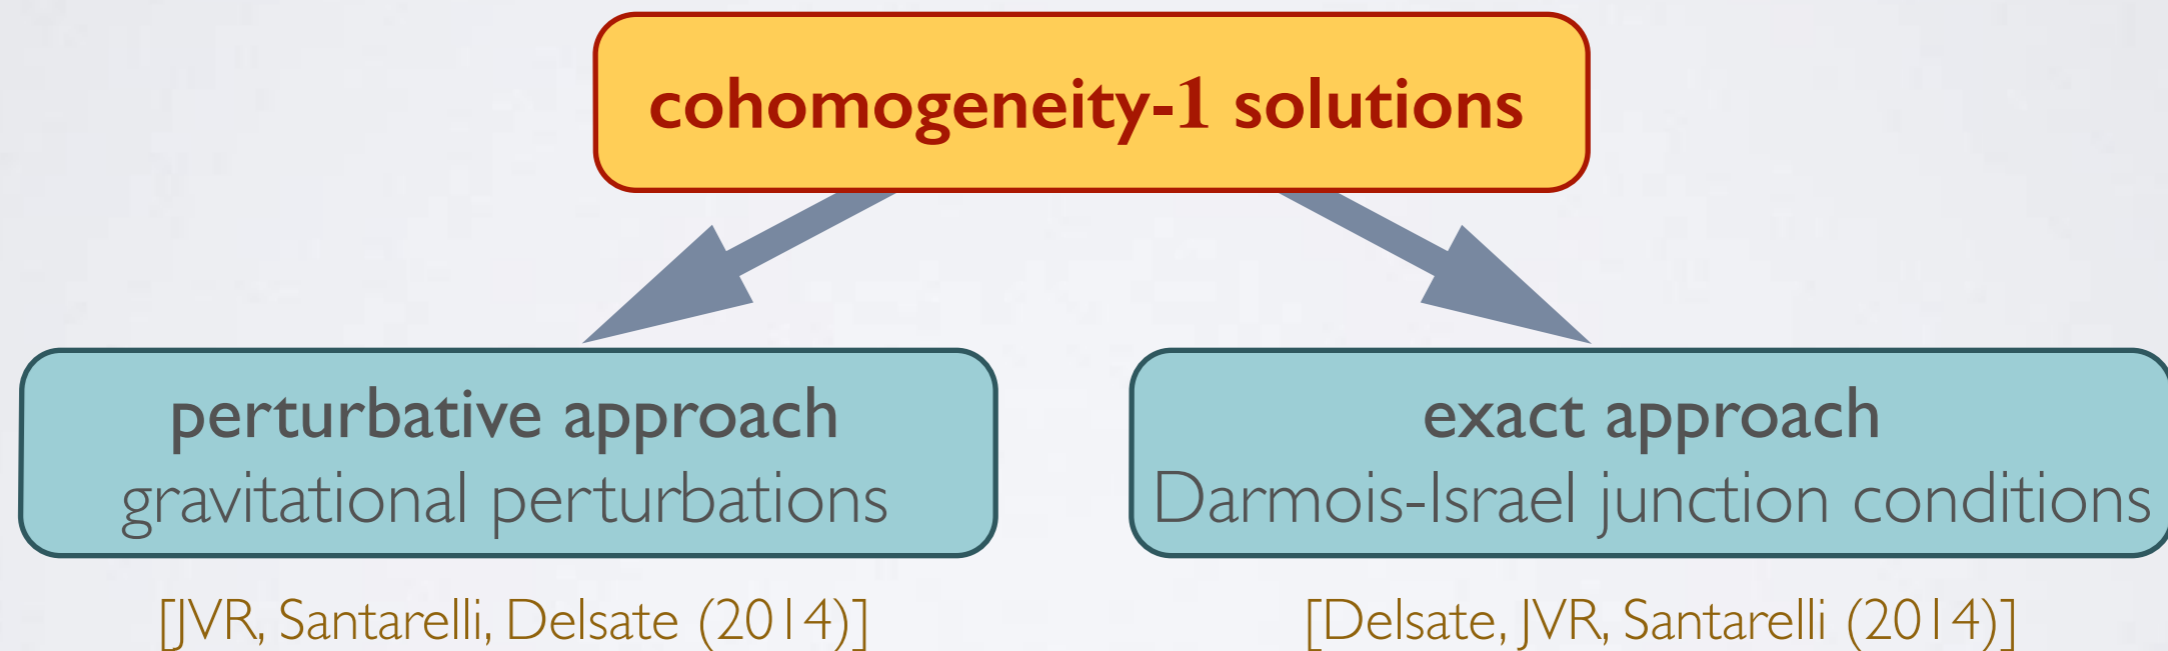 cohomogeneity-1 solutions
perturbative approach
gravitational perturbations
[JVR, Santarelli, Delsate (2014)]
exact approach
Darmois-Israel junction conditions
[Delsate, JVR, Santarelli (2014)]